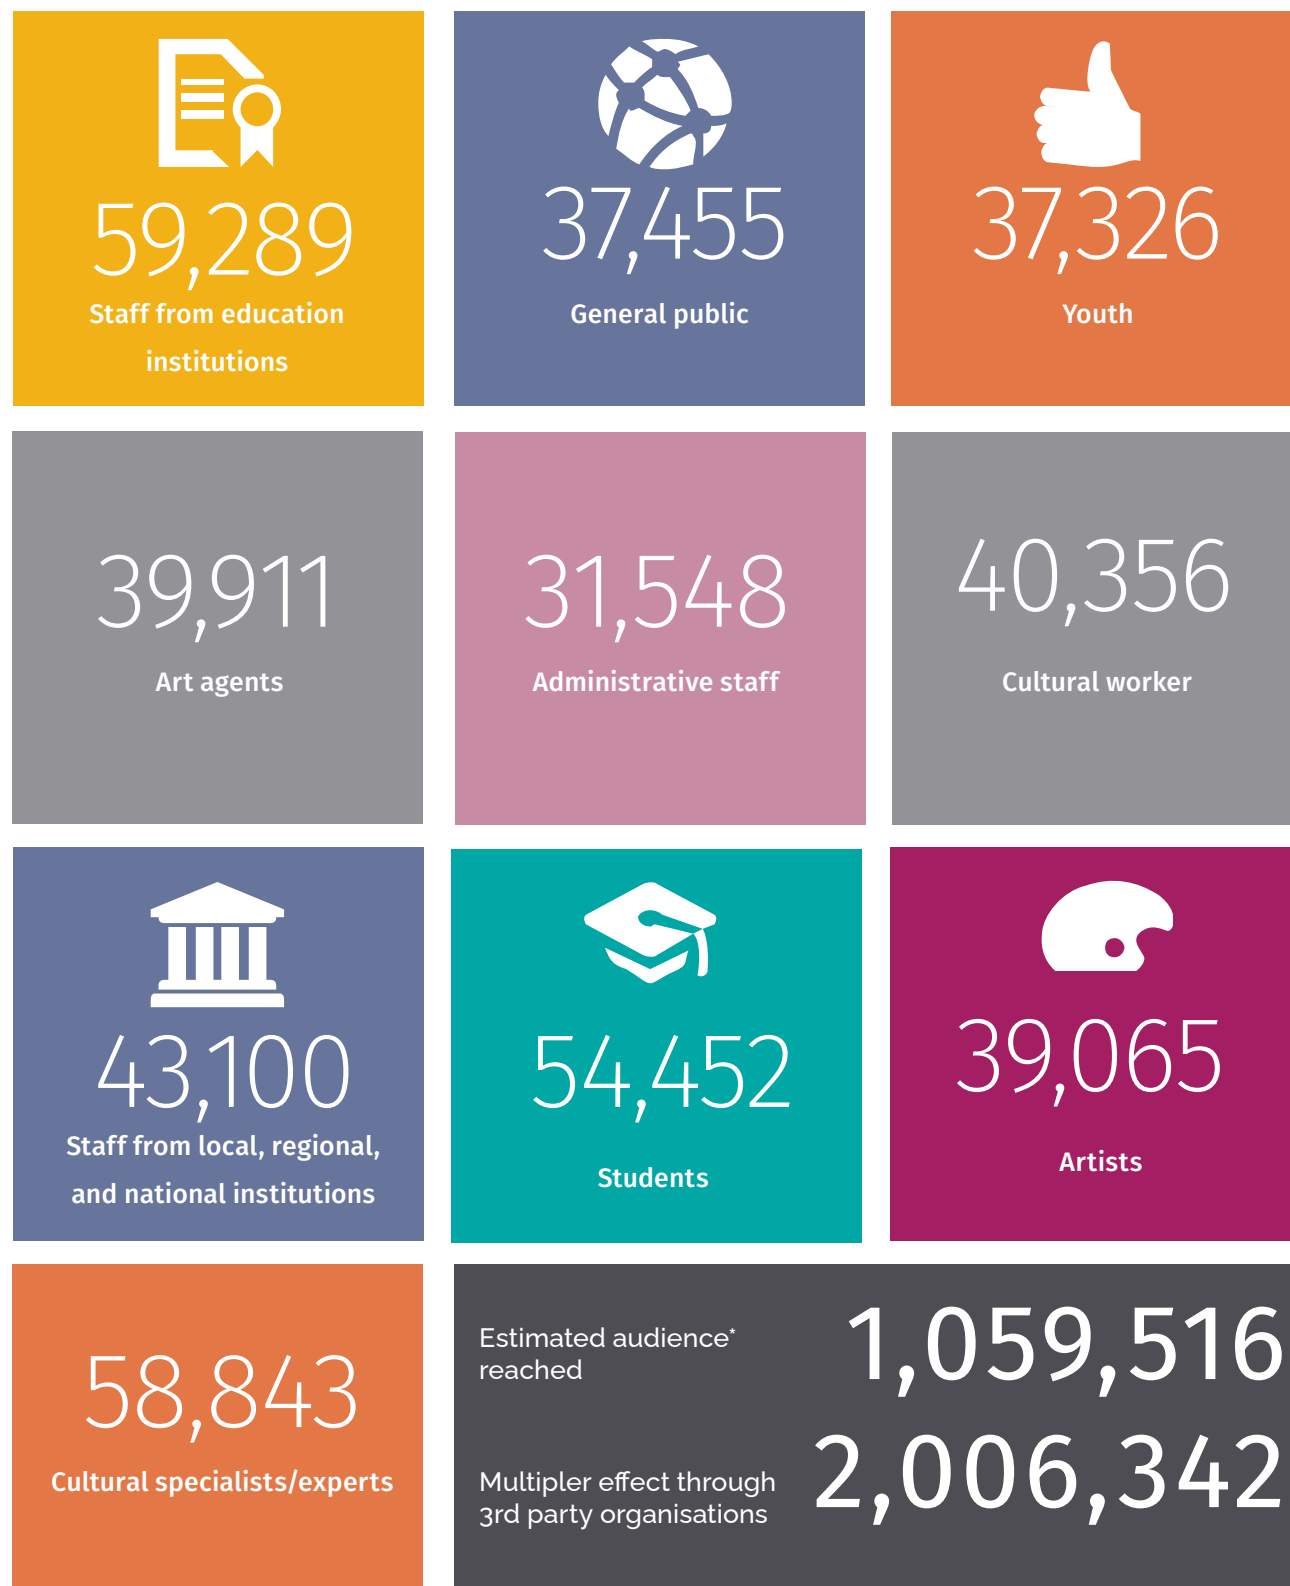 59,289
Staff from education
institutions
37,455
General public
37,326
Youth
39,911
Art agents
31,548
Administrative staff
40,356
Cultural worker
43,100
Staff from local, regional,
and national institutions
54,452
Students
39,065
Artists
58,843
Cultural specialists/experts
Estimated audience*
reached
1,059,516
Multipler effect through
3rd party organisations
2,006,342